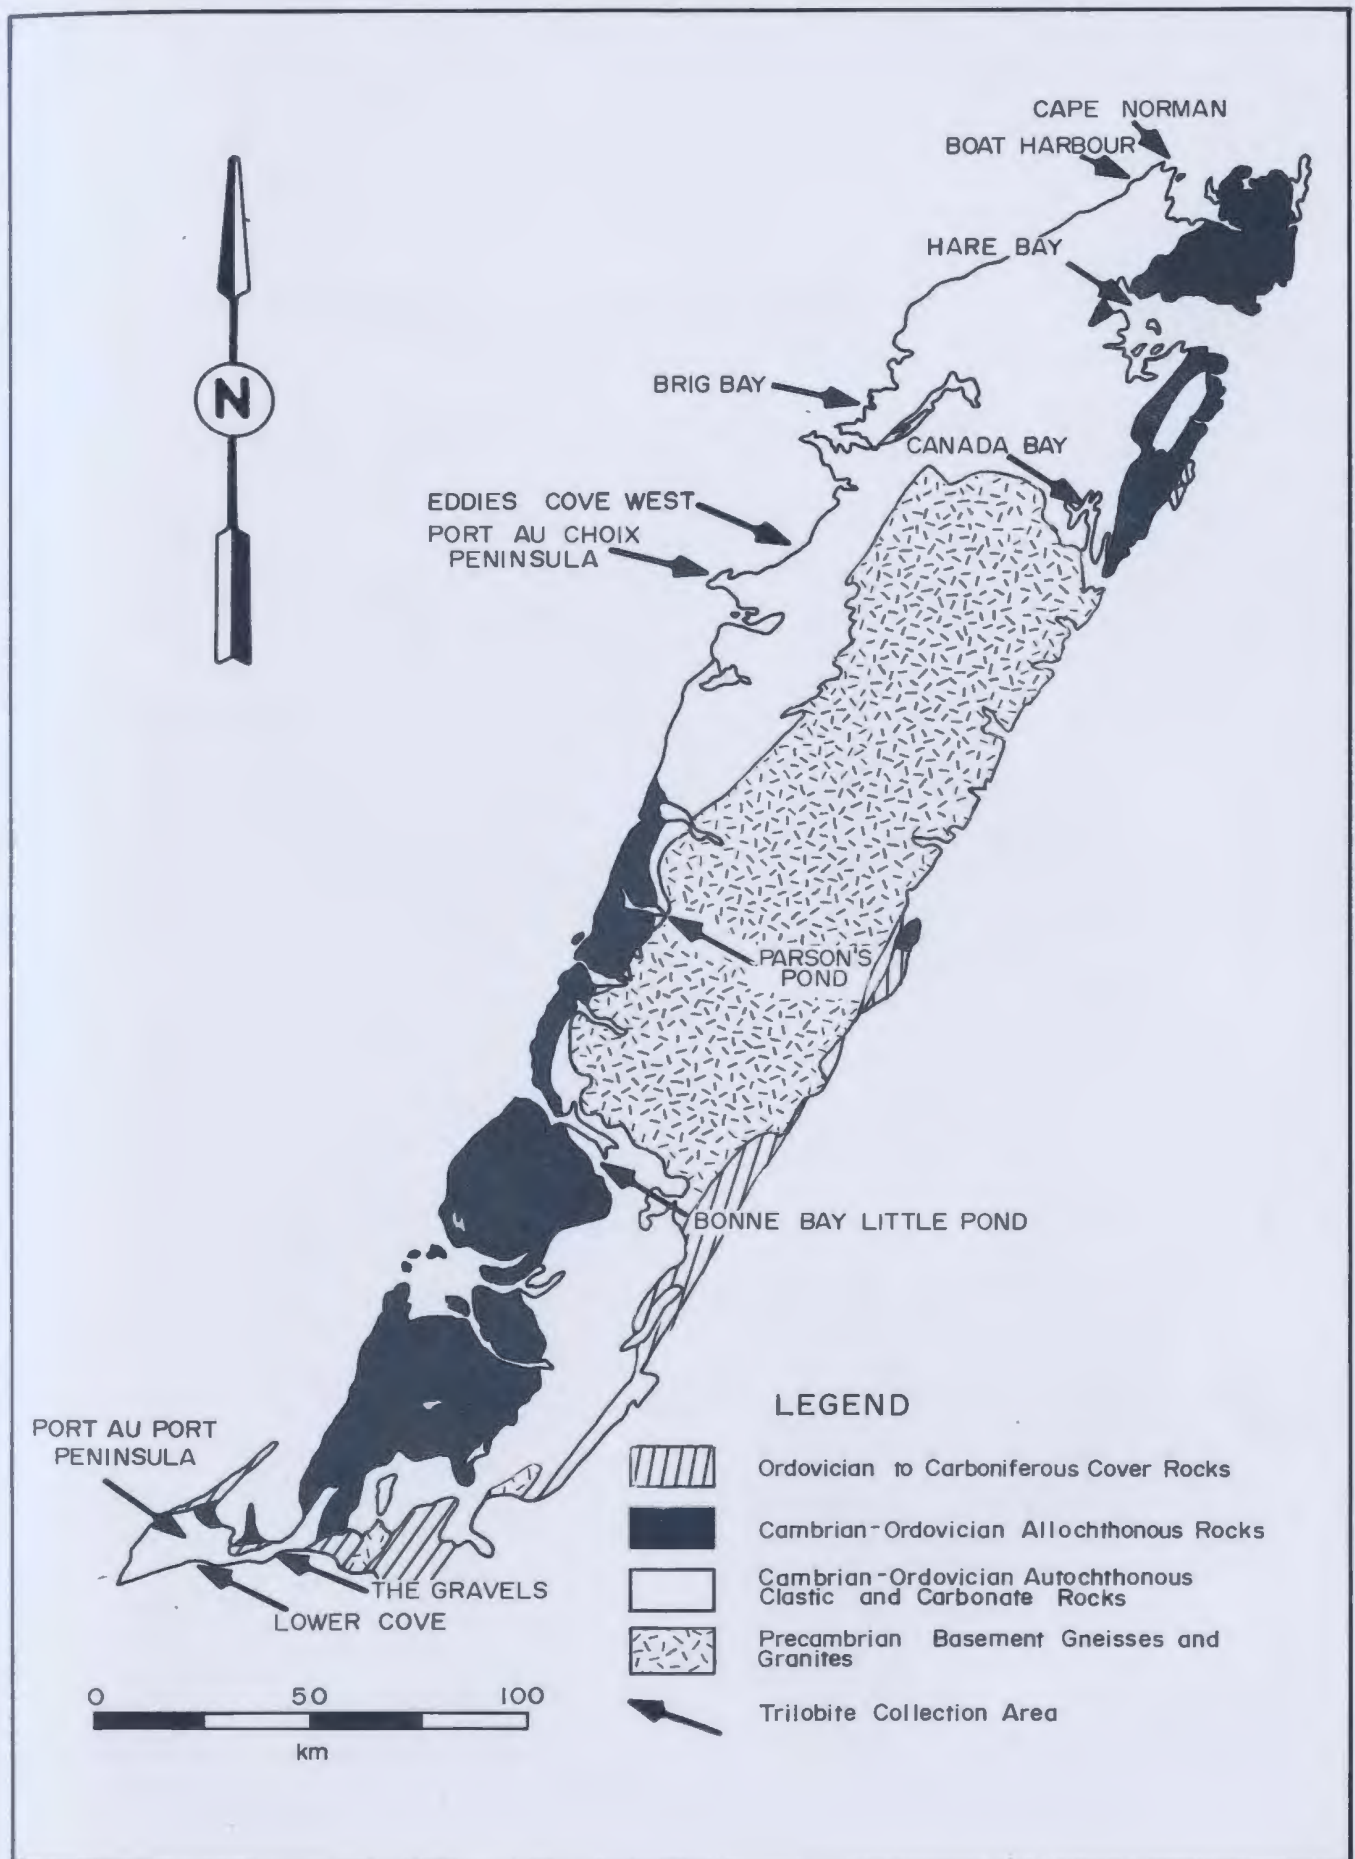 CAPE NORMAN
BOAT HARBOUR
HARE BAY
N
BRIG BAY
CANADA BAY
EDDIES COVE WEST
PORT AU CHOIX
PENINSULA
PARSON'S
POND
BONNE BAY LITTLE POND
PORT AU PORT
PENINSULA
THE GRAVELS
LOWER COVE
LEGEND
Ordovician to Carboniferous Cover Rocks
Cambrian-Ordovician Allochthonous Rocks
Cambrian-Ordovician Autochthonous
Clastic and Carbonate Rocks
Precambrian Basement Gneisses and
Granites
Trilobite Collection Area
0 50 100
km